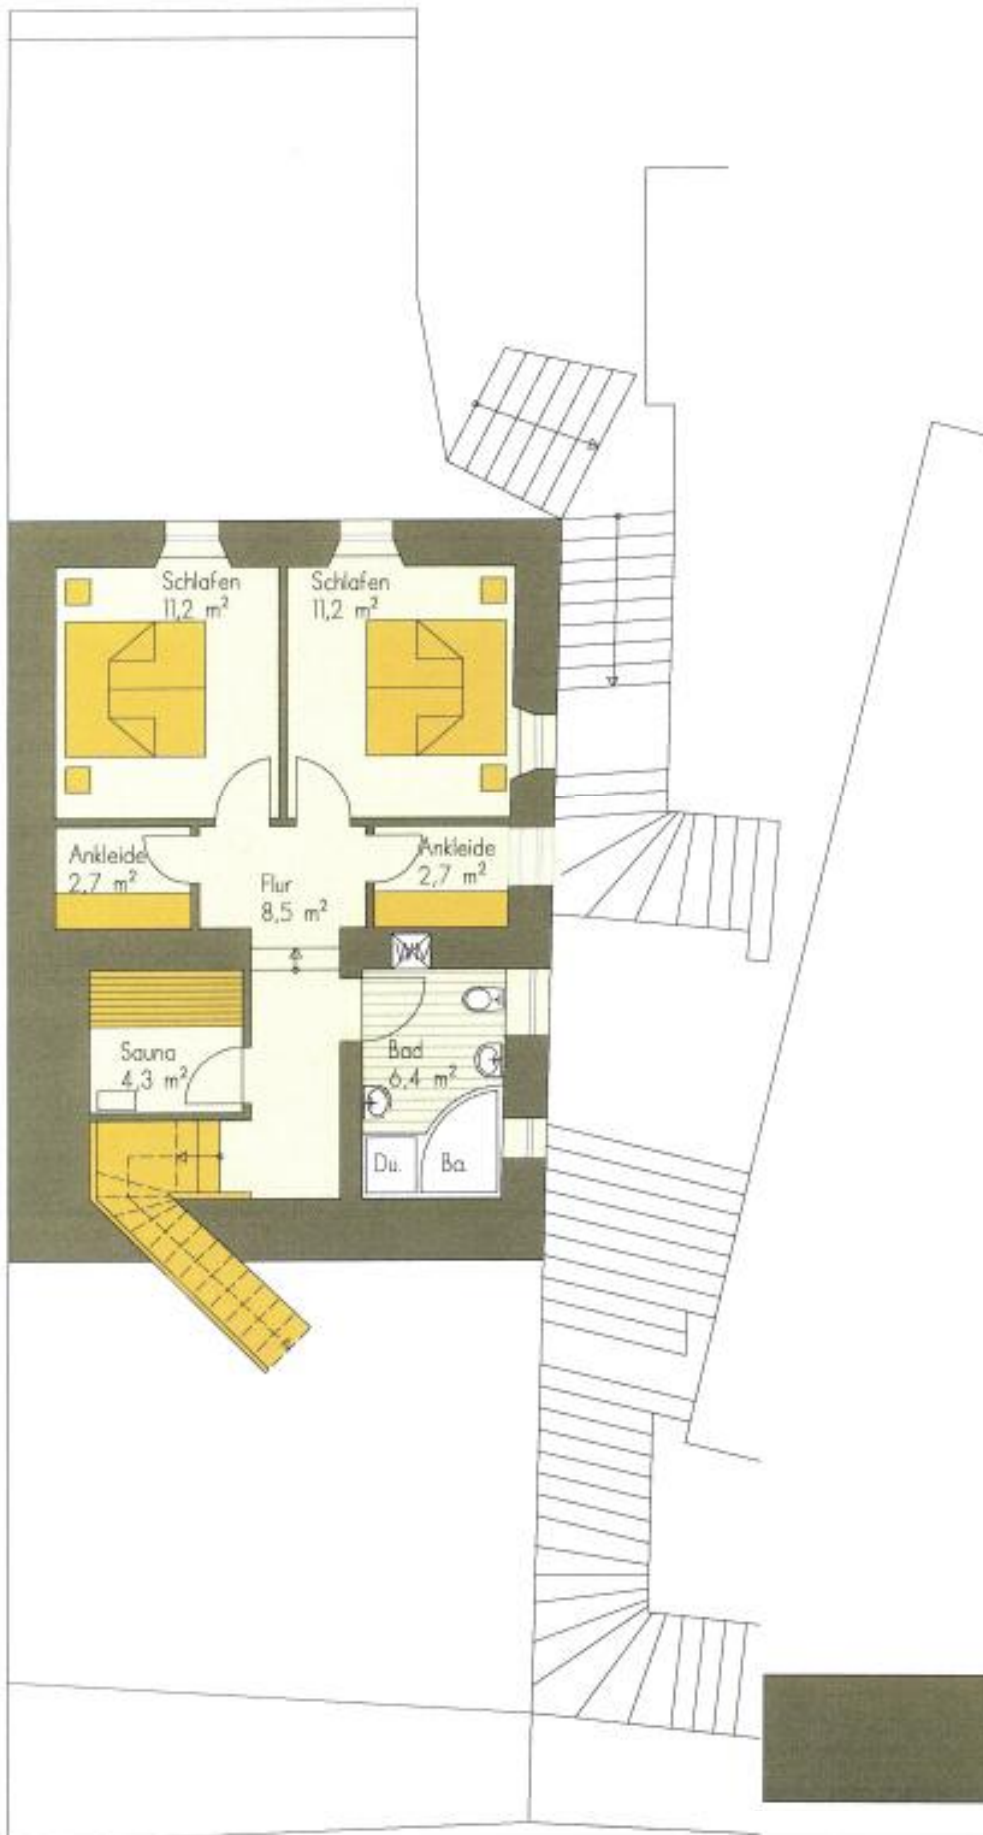 Schlafen
11,2 m²
Schlafen
11,2 m²
Ankleide
2,7 m²
Flur
8,5 m²
Ankleide
2,7 m²
Sauna
4,3 m²
Bad
6,4 m²
Du.
Ba.